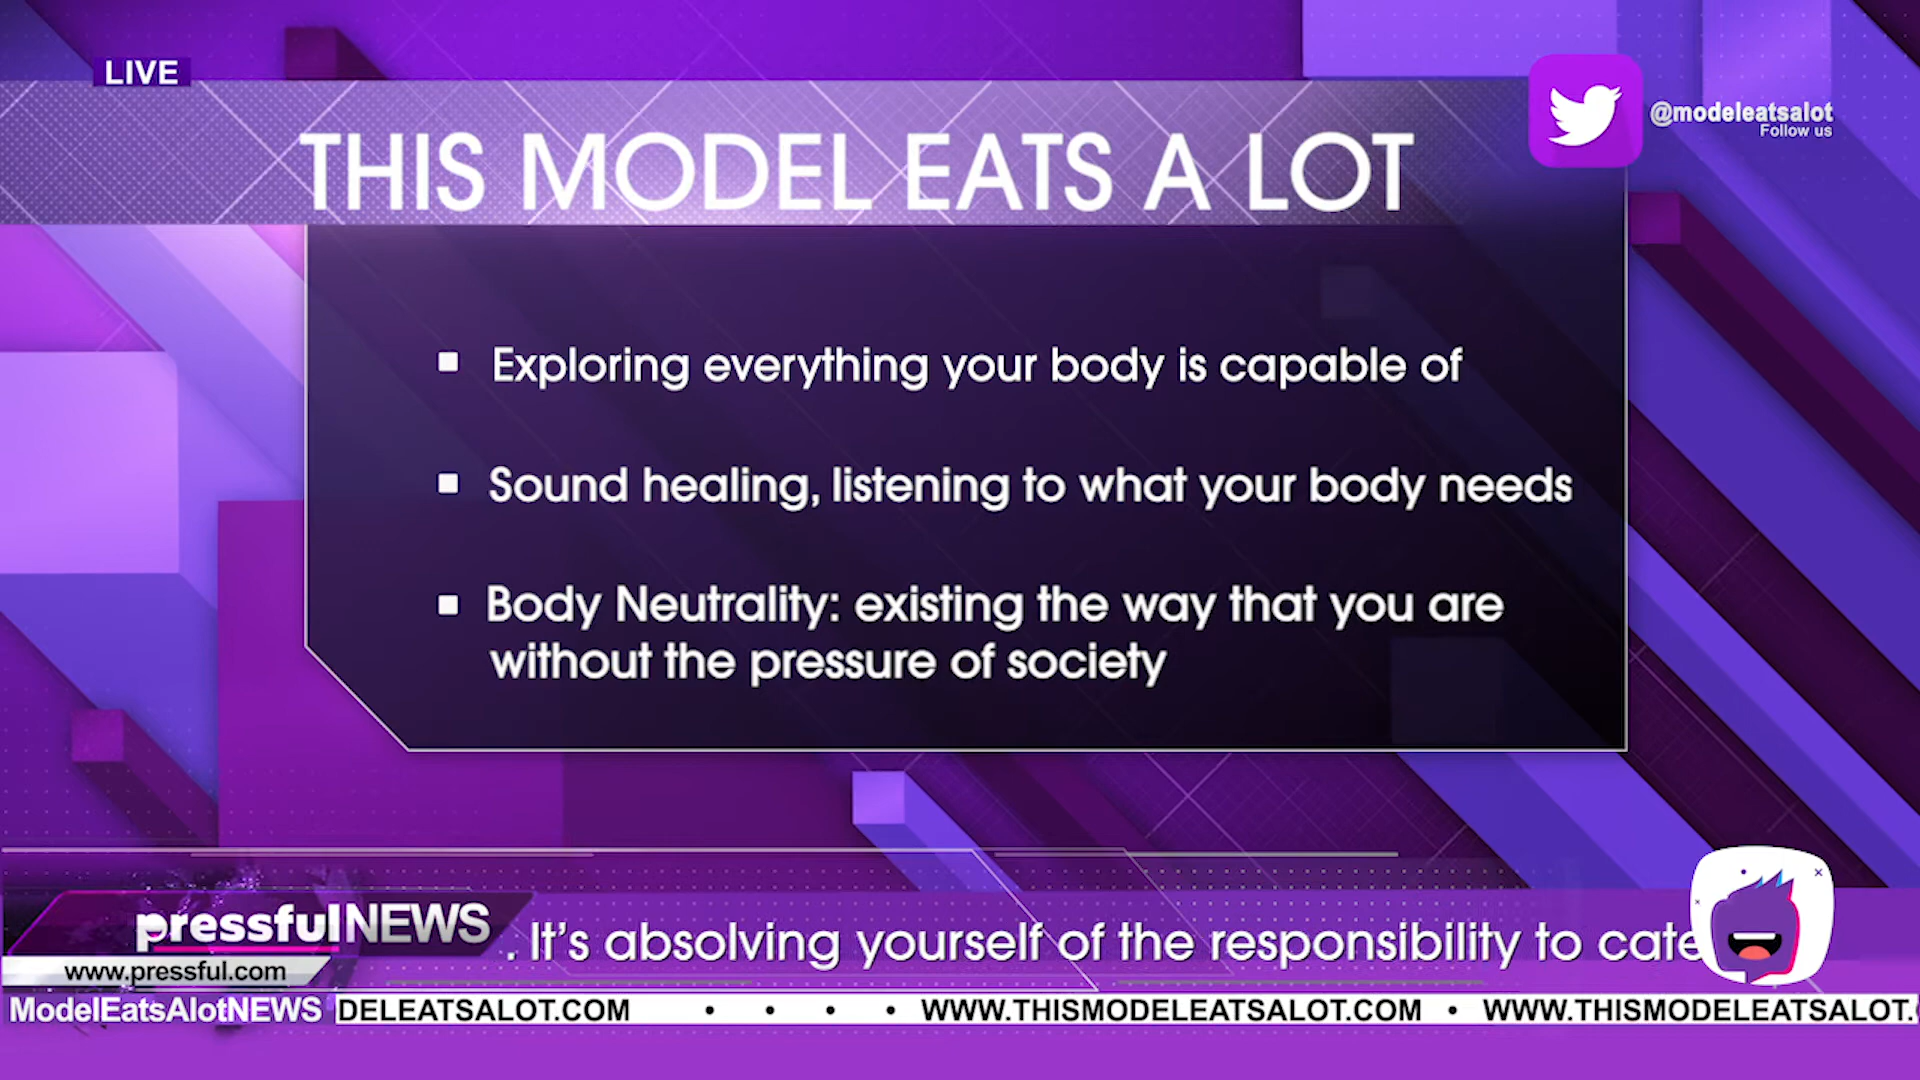 LIVE
THIS MODEL EATS A LOT
@modeleatsalot
Follow us
Exploring everything your body is capable of
Sound healing, listening to what your body needs
Body Neutrality: existing the way that you are
without the pressure of society
pressfulNEWS
. It's absolving yourself of the responsibility to cate
www.pressful.com
ModelEatsAlotNEWS
DELEATSALOT.COM • • • • WWW.THISMODELEATSALOT.COM • WWW.THISMODELEATSALOT.